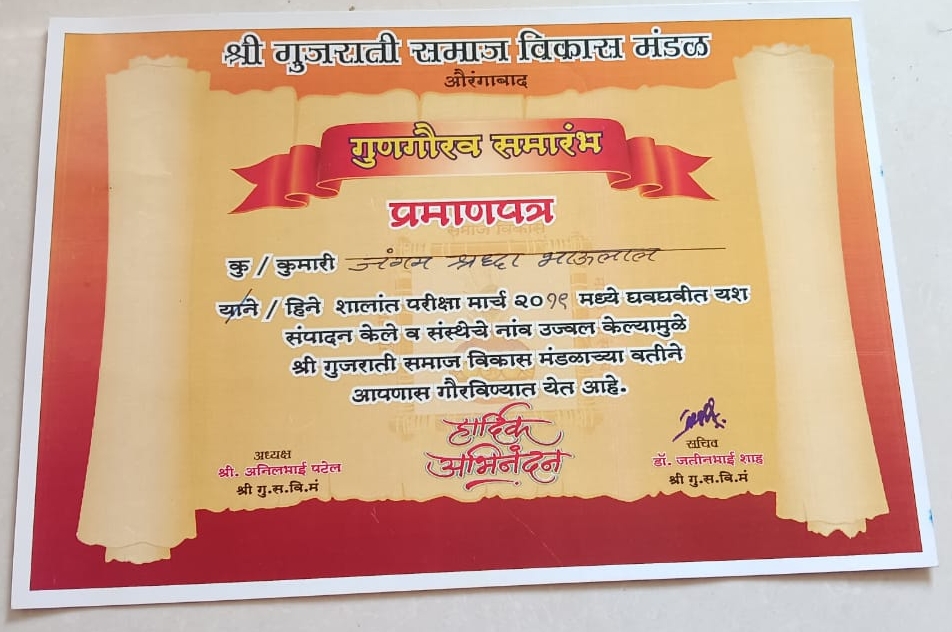 श्री गुजराती समाज विकास मंडळ
औरंगाबाद
गुणगौरव समारंभ
प्रमाणपत्र
कु / कुमारी जंगम श्रध्दा भाऊलाल
याने / हिने शालांत परीक्षा मार्च २०१९ मध्ये घवघवीत यश
संपादन केले व संस्थेचे नांव उज्वल केल्यामुळे
श्री गुजराती समाज विकास मंडळाच्या वतीने
आपणास गौरविण्यात येत आहे.
हार्दिक
अभिनंदन
अध्यक्ष
श्री. अनिलभाई पटेल
श्री गु.स.वि.मं
सचिव
डॉ. जतीनभाई शाह
श्री गु.स.वि.मं